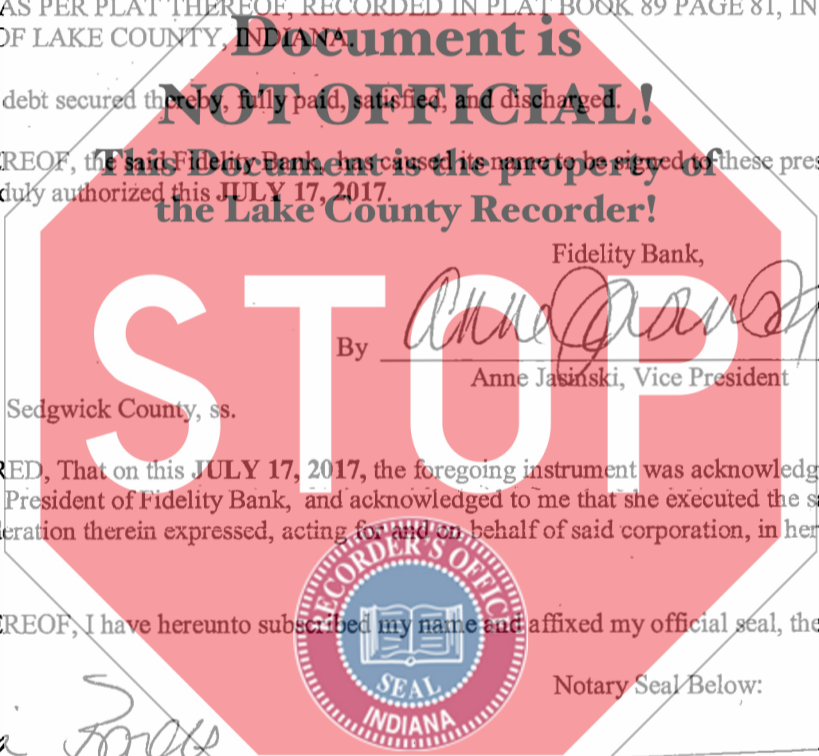 AS PER PLAT THEREOF, RECORDED IN PLAT BOOK 89 PAGE 81, IN
OF LAKE COUNTY, INDIANA.
Document is
NOT OFFICIAL!
debt secured thereby, fully paid, satisfied, and discharged.
This Document is the property of
the Lake County Recorder!
REOF, the said Fidelity Bank, has caused its name to be signed to these pres
duly authorized this JULY 17, 2017.
Fidelity Bank,
STOP
By Anne Jasinski
Anne Jasinski, Vice President
Sedgwick County, ss.
RED, That on this JULY 17, 2017, the foregoing instrument was acknowledg
President of Fidelity Bank, and acknowledged to me that she executed the sa
eration therein expressed, acting for and on behalf of said corporation, in her
RECORDER'S OFFICE
REOF, I have hereunto subscribed my name and affixed my official seal, the
SEAL
INDIANA
Notary Seal Below: